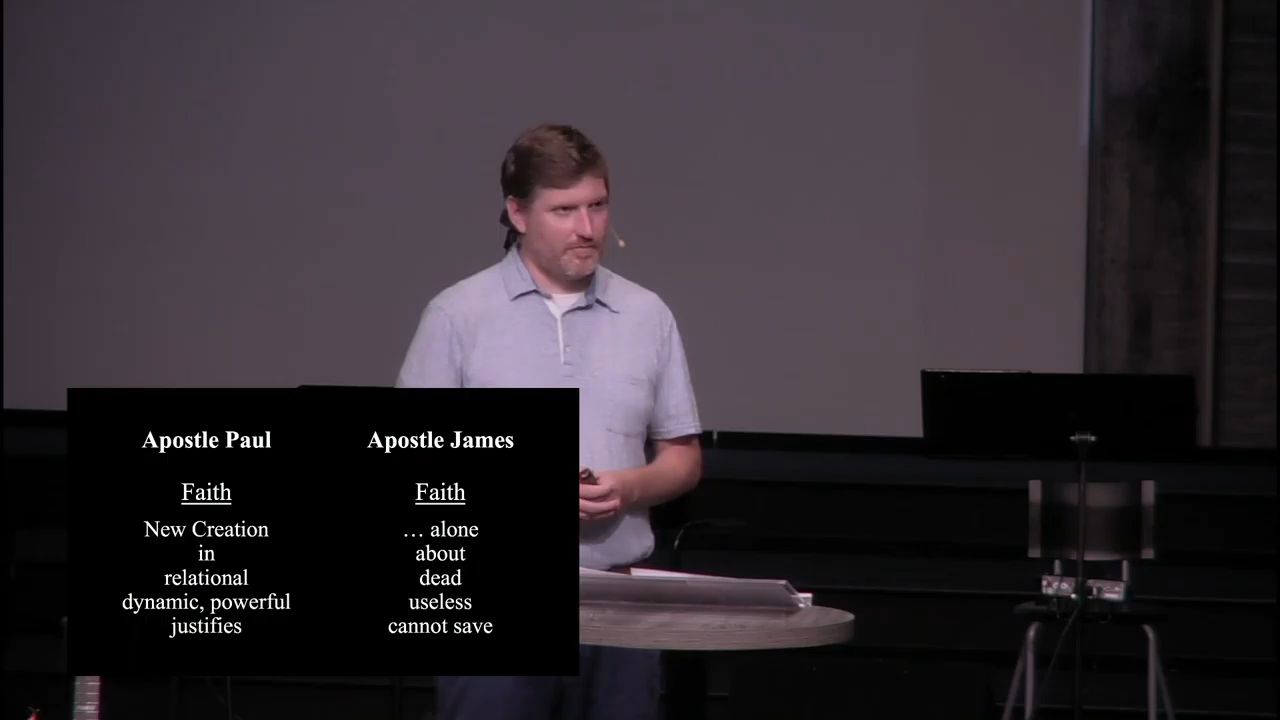 Apostle Paul
Faith
New Creation
in
relational
dynamic, powerful
justifies
Apostle James
Faith
… alone
about
dead
useless
cannot save